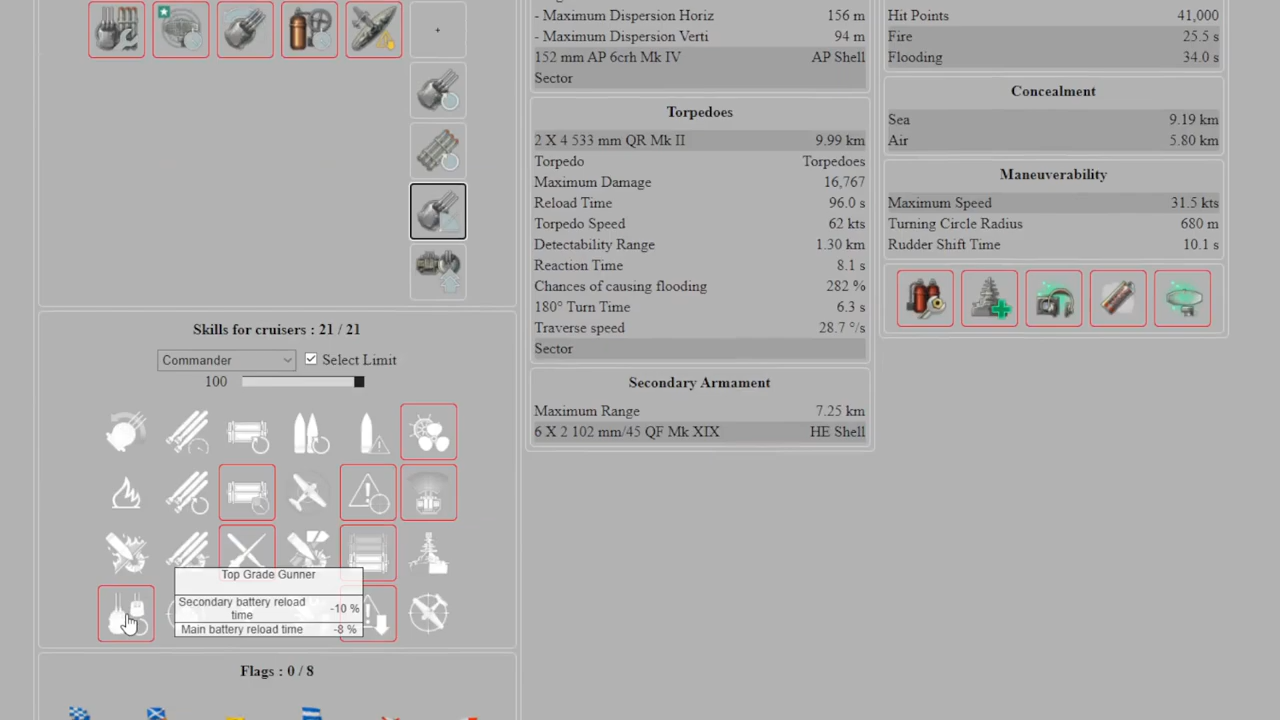 +
Skills for cruisers : 21 / 21
Commander
Select Limit
100
Top Grade Gunner
Secondary battery reload time -10 %
Main battery reload time -8 %
Flags : 0 / 8
- Maximum Dispersion Horiz 156 m
- Maximum Dispersion Verti 94 m
152 mm AP 6crh Mk IV AP Shell
Sector
Torpedoes
2 X 4 533 mm QR Mk II 9.99 km
Torpedo Torpedoes
Maximum Damage 16,767
Reload Time 96.0 s
Torpedo Speed 62 kts
Detectability Range 1.30 km
Reaction Time 8.1 s
Chances of causing flooding 282 %
180° Turn Time 6.3 s
Traverse speed 28.7 °/s
Sector
Secondary Armament
Maximum Range 7.25 km
6 X 2 102 mm/45 QF Mk XIX HE Shell
Hit Points 41,000
Fire 25.5 s
Flooding 34.0 s
Concealment
Sea 9.19 km
Air 5.80 km
Maneuverability
Maximum Speed 31.5 kts
Turning Circle Radius 680 m
Rudder Shift Time 10.1 s